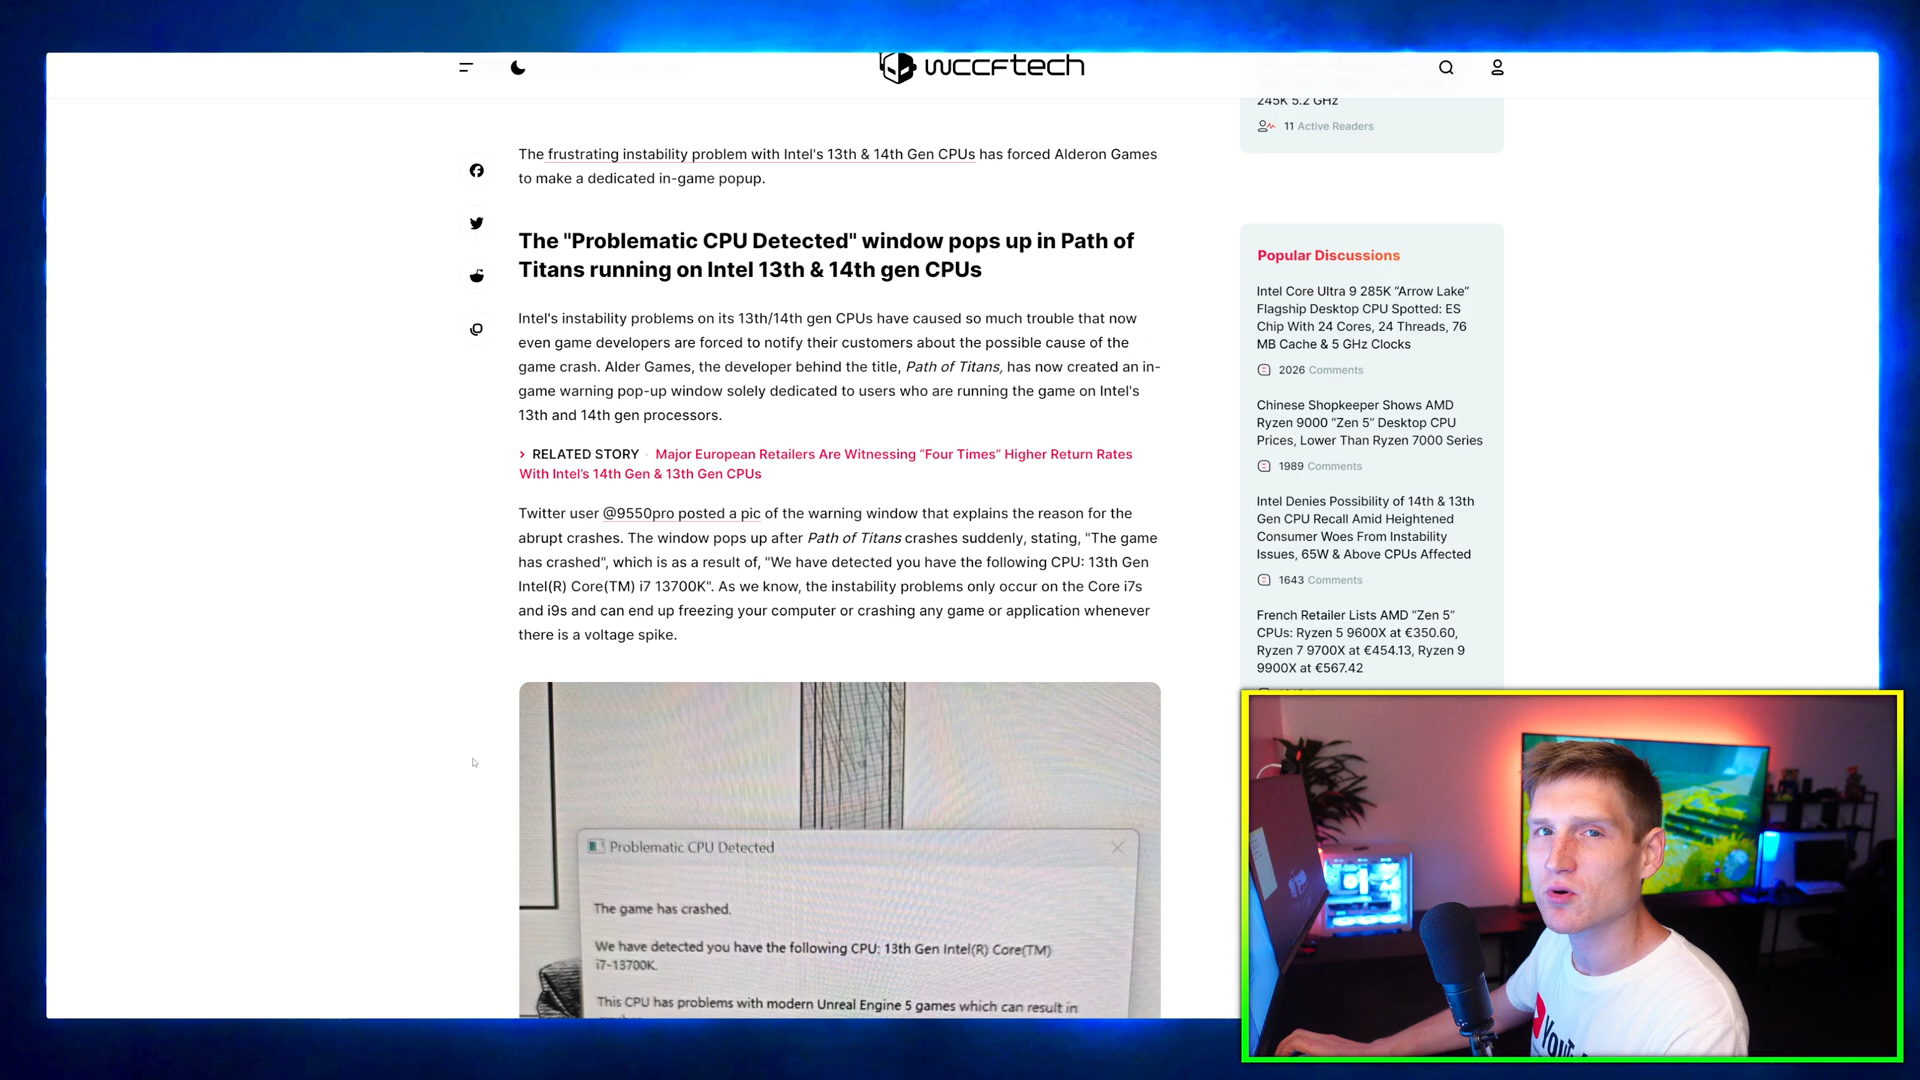 wccftech
245K 5.2 GHz
11 Active Readers
The frustrating instability problem with Intel's 13th & 14th Gen CPUs has forced Alderon Games
to make a dedicated in-game popup.
The "Problematic CPU Detected" window pops up in Path of
Titans running on Intel 13th & 14th gen CPUs
Intel's instability problems on its 13th/14th gen CPUs have caused so much trouble that now
even game developers are forced to notify their customers about the possible cause of the
game crash. Alder Games, the developer behind the title, Path of Titans, has now created an in-
game warning pop-up window solely dedicated to users who are running the game on Intel's
13th and 14th gen processors.
RELATED STORY - Major European Retailers Are Witnessing “Four Times” Higher Return Rates
With Intel’s 14th Gen & 13th Gen CPUs
Twitter user @9550pro posted a pic of the warning window that explains the reason for the
abrupt crashes. The window pops up after Path of Titans crashes suddenly, stating, "The game
has crashed", which is as a result of, "We have detected you have the following CPU: 13th Gen
Intel(R) Core(TM) i7 13700K". As we know, the instability problems only occur on the Core i7s
and i9s and can end up freezing your computer or crashing any game or application whenever
there is a voltage spike.
Problematic CPU Detected
The game has crashed.
We have detected you have the following CPU: 13th Gen Intel(R) Core(TM)
i7-13700K.
This CPU has problems with modern Unreal Engine 5 games which can result in
Popular Discussions
Intel Core Ultra 9 285K “Arrow Lake”
Flagship Desktop CPU Spotted: ES
Chip With 24 Cores, 24 Threads, 76
MB Cache & 5 GHz Clocks
2026 Comments
Chinese Shopkeeper Shows AMD
Ryzen 9000 “Zen 5” Desktop CPU
Prices, Lower Than Ryzen 7000 Series
1989 Comments
Intel Denies Possibility of 14th & 13th
Gen CPU Recall Amid Heightened
Consumer Woes From Instability
Issues, 65W & Above CPUs Affected
1643 Comments
French Retailer Lists AMD “Zen 5”
CPUs: Ryzen 5 9600X at €350.60,
Ryzen 7 9700X at €454.13, Ryzen 9
9900X at €567.42